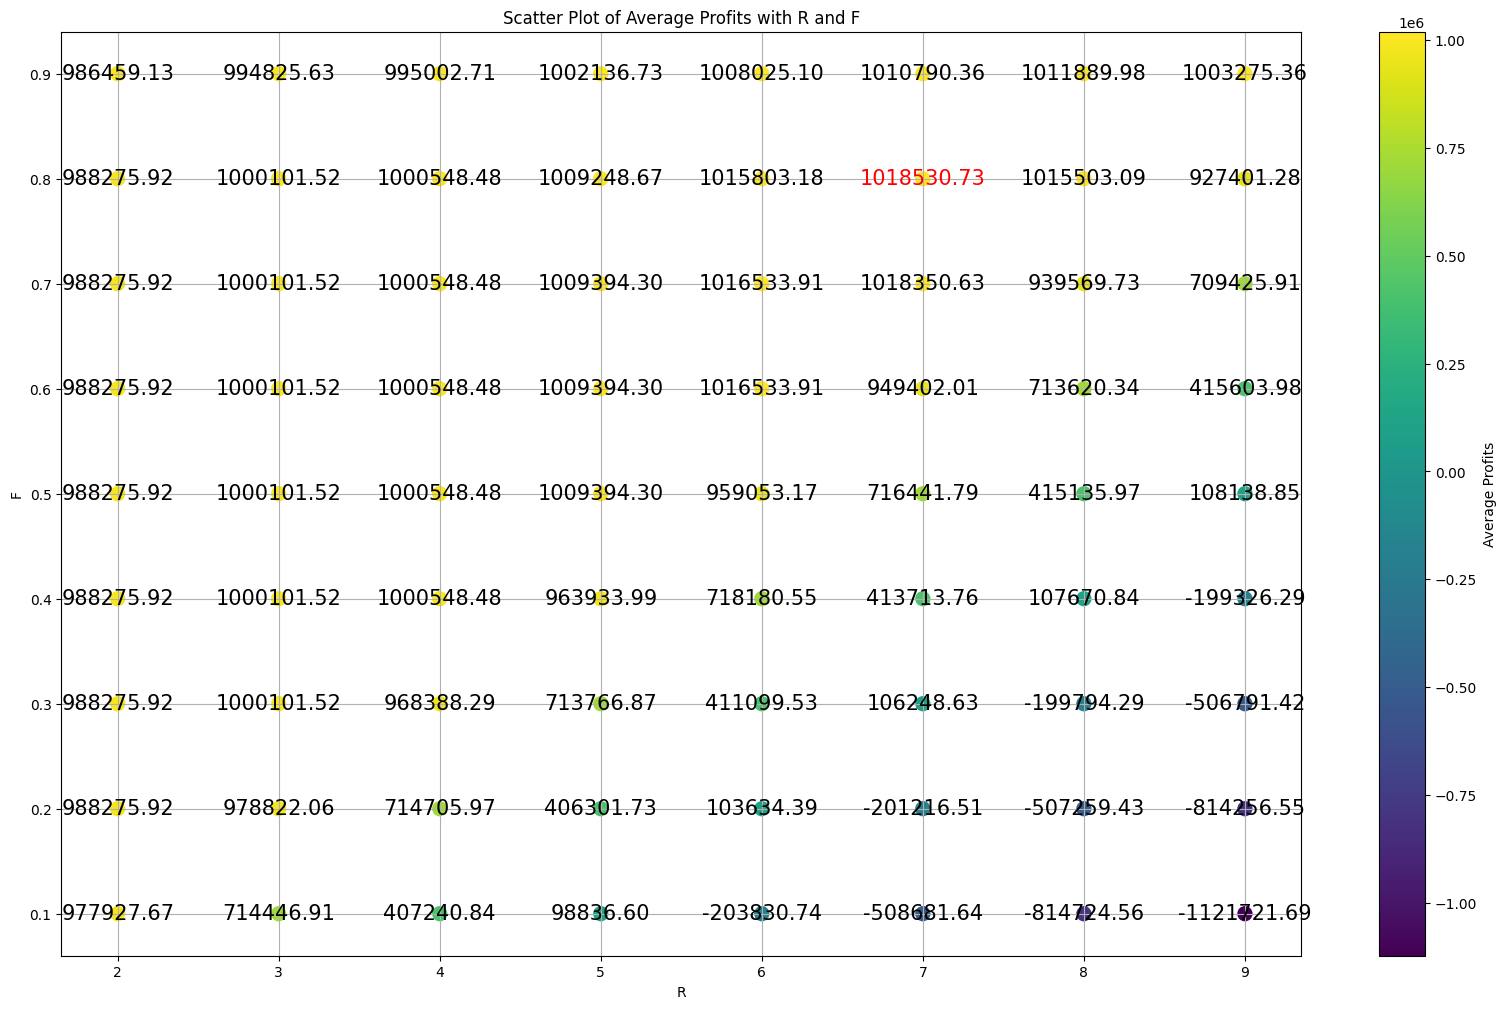 Scatter Plot of Average Profits with R and F
1e6
0.9 986459.13 994825.63 995002.71 1002136.73 1008025.10 1010790.36 1011889.98 1003275.36
0.8 988275.92 1000101.52 1000548.48 1009248.67 1015803.18 1018530.73 1015503.09 927401.28
0.7 988275.92 1000101.52 1000548.48 1009394.30 1016533.91 1018350.63 939569.73 709425.91
0.6 988275.92 1000101.52 1000548.48 1009394.30 1016533.91 949402.01 713620.34 415603.98
0.5 988275.92 1000101.52 1000548.48 1009394.30 959053.17 716441.79 415135.97 108138.85
0.4 988275.92 1000101.52 1000548.48 963933.99 718180.55 413713.76 107670.84 -199326.29
0.3 988275.92 1000101.52 968388.29 713766.87 411099.53 106248.63 -199794.29 -506791.42
0.2 988275.92 978822.06 714705.97 406301.73 103634.39 -201216.51 -507259.43 -814256.55
0.1 977927.67 714446.91 407240.84 98836.60 -203830.74 -508681.64 -814724.56 -1121721.69
2 3 4 5 6 7 8 9
R
F
1.00
0.75
0.50
0.25
0.00
−0.25
−0.50
−0.75
−1.00
Average Profits